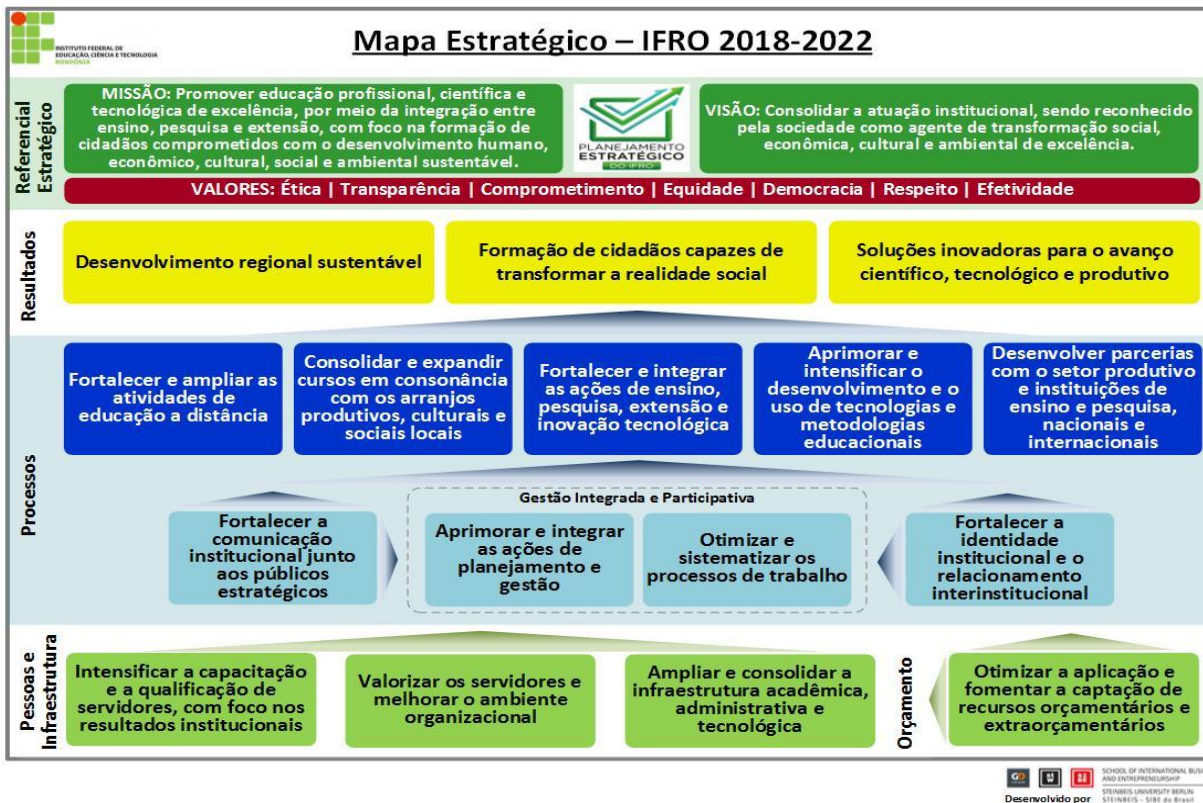 INSTITUTO FEDERAL DE
EDUCAÇÃO, CIÊNCIA E TECNOLOGIA
RONDÔNIA
Mapa Estratégico – IFRO 2018-2022
Referencial
Estratégico
MISSÃO: Promover educação profissional, científica e
tecnológica de excelência, por meio da integração entre
ensino, pesquisa e extensão, com foco na formação de
cidadãos comprometidos com o desenvolvimento humano,
econômico, cultural, social e ambiental sustentável.
PLANEJAMENTO
ESTRATÉGICO
DO IFRO
VISÃO: Consolidar a atuação institucional, sendo reconhecido
pela sociedade como agente de transformação social,
econômica, cultural e ambiental de excelência.
VALORES: Ética | Transparência | Comprometimento | Equidade | Democracia | Respeito | Efetividade
Resultados
Desenvolvimento regional sustentável
Formação de cidadãos capazes de
transformar a realidade social
Soluções inovadoras para o avanço
científico, tecnológico e produtivo
Processos
Fortalecer e ampliar as
atividades de
educação a distância
Consolidar e expandir
cursos em consonância
com os arranjos
produtivos, culturais e
sociais locais
Fortalecer e integrar
as ações de ensino,
pesquisa, extensão e
inovação tecnológica
Aprimorar e
intensificar o
desenvolvimento e o
uso de tecnologias e
metodologias
educacionais
Desenvolver parcerias
com o setor produtivo
e instituições de
ensino e pesquisa,
nacionais e
internacionais
Fortalecer a
comunicação
institucional junto
aos públicos
estratégicos
Gestão Integrada e Participativa
Aprimorar e integrar
as ações de
planejamento e
gestão
Otimizar e
sistematizar os
processos de trabalho
Fortalecer a
identidade
institucional e o
relacionamento
interinstitucional
Pessoas e
Infraestrutura
Intensificar a capacitação
e a qualificação de
servidores, com foco nos
resultados institucionais
Valorizar os servidores e
melhorar o ambiente
organizacional
Ampliar e consolidar a
infraestrutura acadêmica,
administrativa e
tecnológica
Orçamento
Otimizar a aplicação e
fomentar a captação de
recursos orçamentários e
extraorçamentários
Desenvolvido por
SCHOOL OF INTERNATIONAL BUSI
AND ENTREPRENEURSHIP
STEINBEIS UNIVERSITY BERLIN
STEINBEIS – SIBE do Brasil